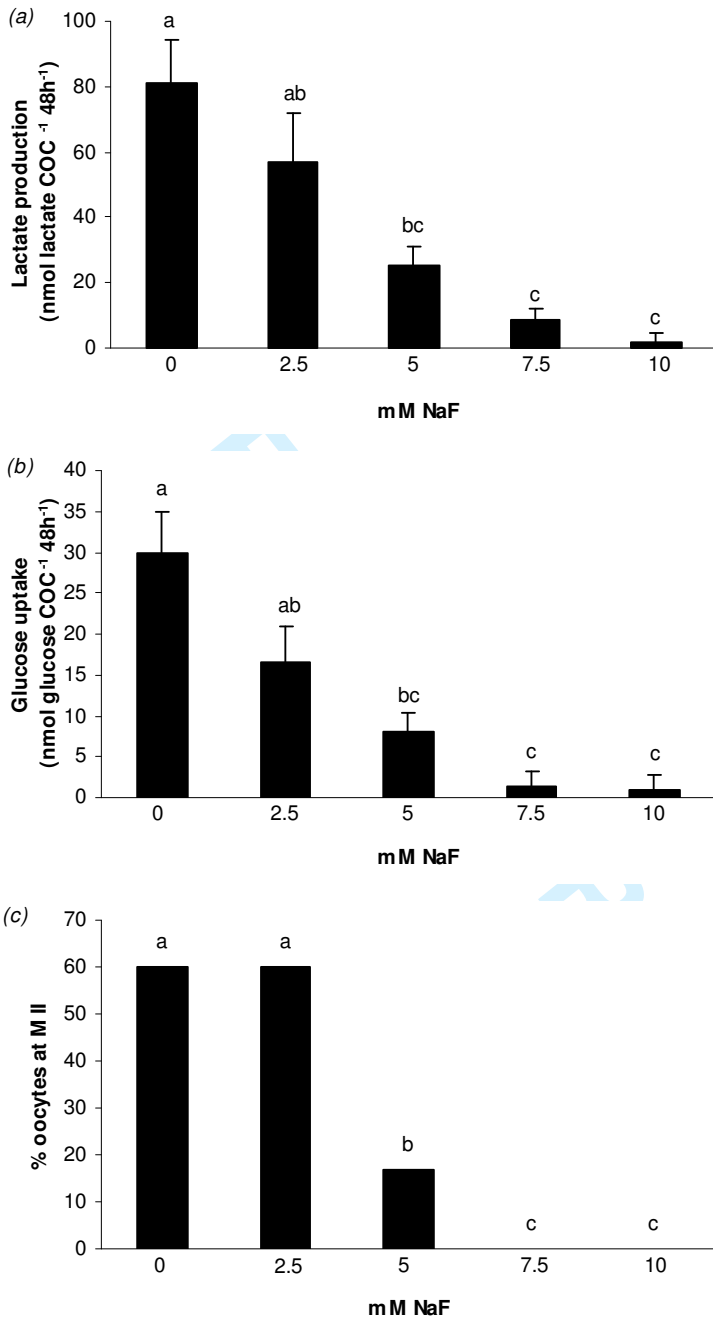 (a)
Lactate production
(nmol lactate COC ⁻¹ 48h⁻¹)
100
80
60
40
20
0
a
ab
bc
c
c
0 2.5 5 7.5 10
mM NaF
(b)
Glucose uptake
(nmol glucose COC⁻¹ 48h⁻¹)
40
35
30
25
20
15
10
5
0
a
ab
bc
c
c
0 2.5 5 7.5 10
mM NaF
(c)
% oocytes at M II
70
60
50
40
30
20
10
0
a a
b
c c
0 2.5 5 7.5 10
mM NaF